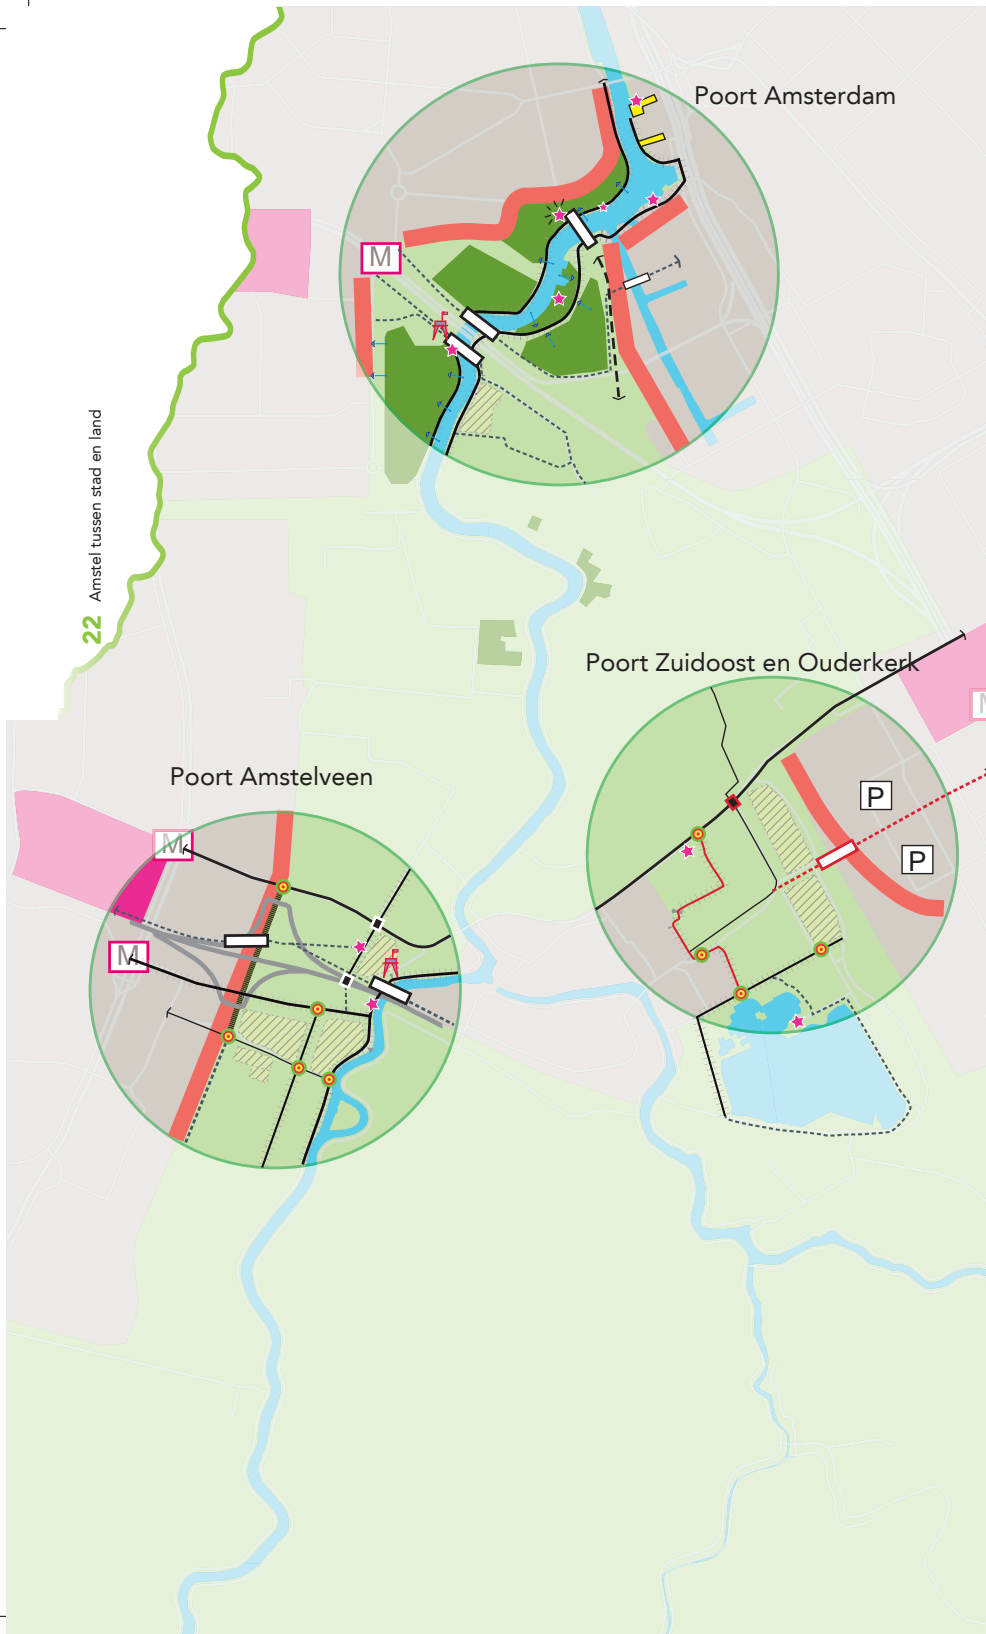 Poort Amsterdam
M
22 Amstel tussen stad en land
Poort Zuidoost en Ouderkerk
M
Poort Amstelveen
P
M
P
M